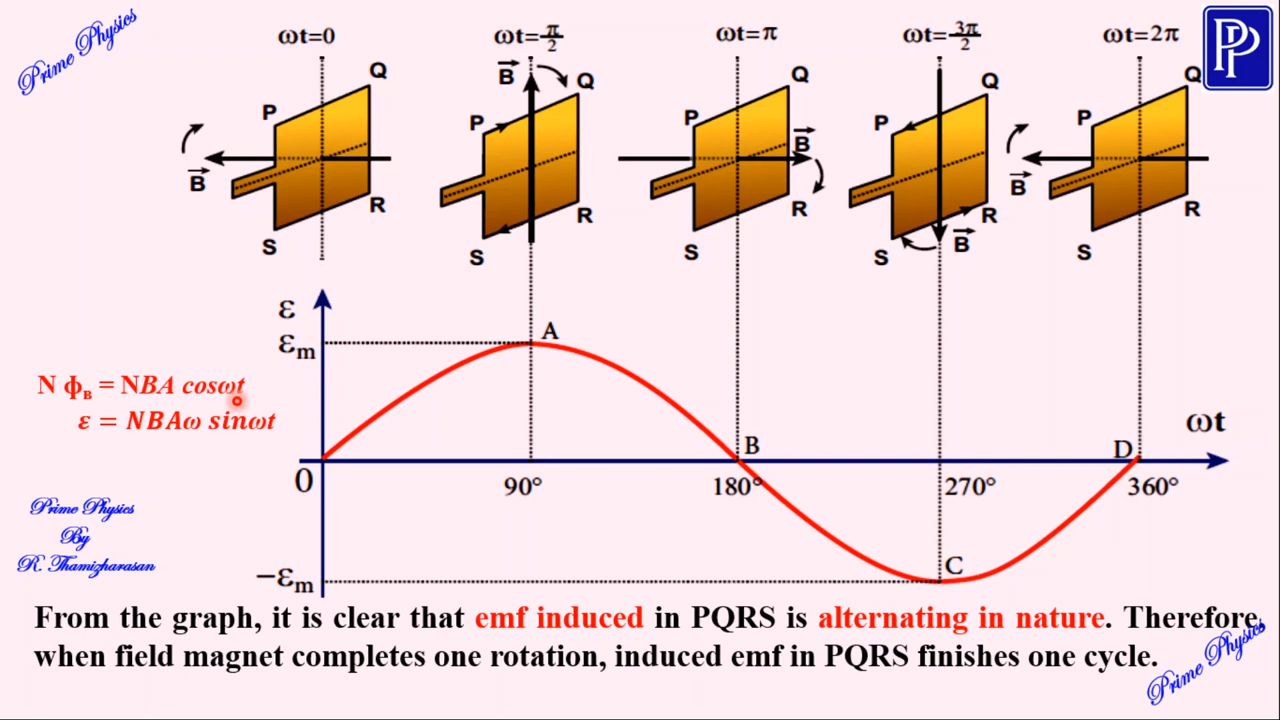 Prime Physics
PP
ωt=0
ωt=π/2
ωt=π
ωt=3π/2
ωt=2π
P Q R S B⃗
P Q R S B⃗
P Q R S B⃗
P Q R S B⃗
P Q R S B⃗
ε
εm
A
N ϕB = NBA cosωt
ε = NBAω sinωt
B
D
ωt
0
90°
180°
270°
360°
C
−εm
Prime Physics
By
R. Thamizharasan
From the graph, it is clear that emf induced in PQRS is alternating in nature. Therefore,
when field magnet completes one rotation, induced emf in PQRS finishes one cycle.
Prime Physics